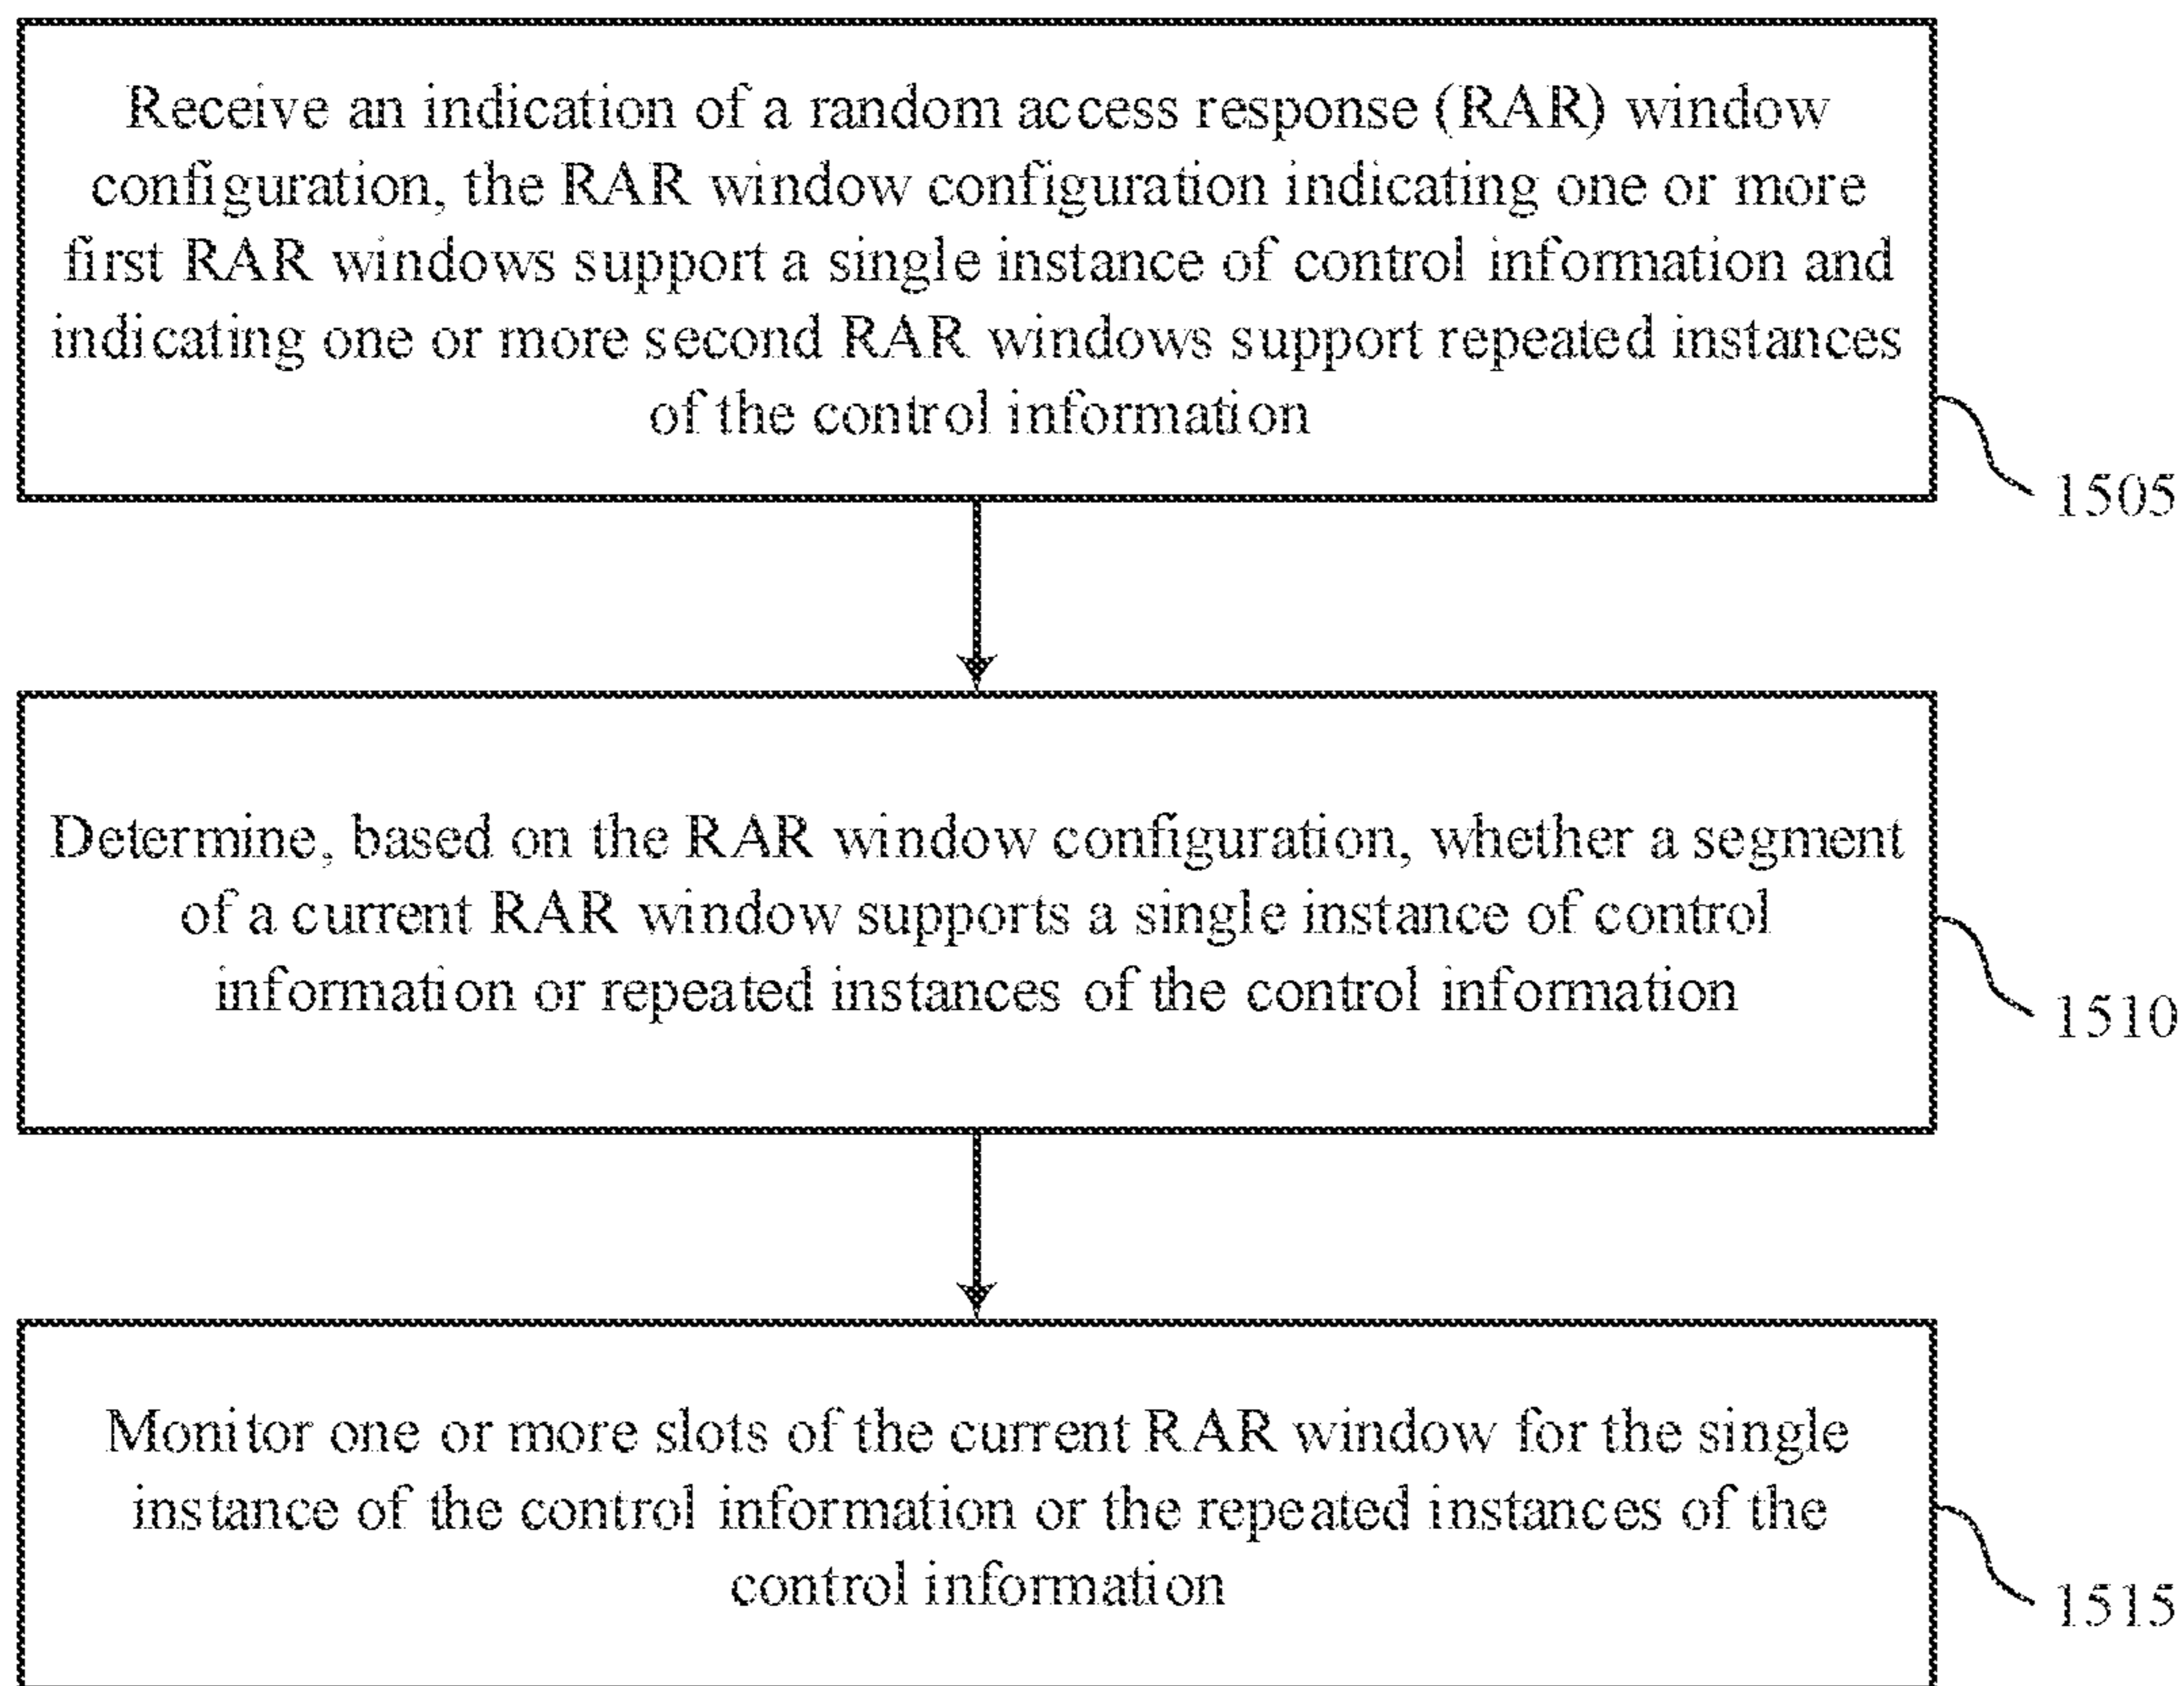 Receive an indication of a random access response (RAR) window
configuration, the RAR window configuration indicating one or more
first RAR windows support a single instance of control information and
indicating one or more second RAR windows support repeated instances
of the control information
1505
Determine, based on the RAR window configuration, whether a segment
of a current RAR window supports a single instance of control
information or repeated instances of the control information
1510
Monitor one or more slots of the current RAR window for the single
instance of the control information or the repeated instances of the
control information
1515